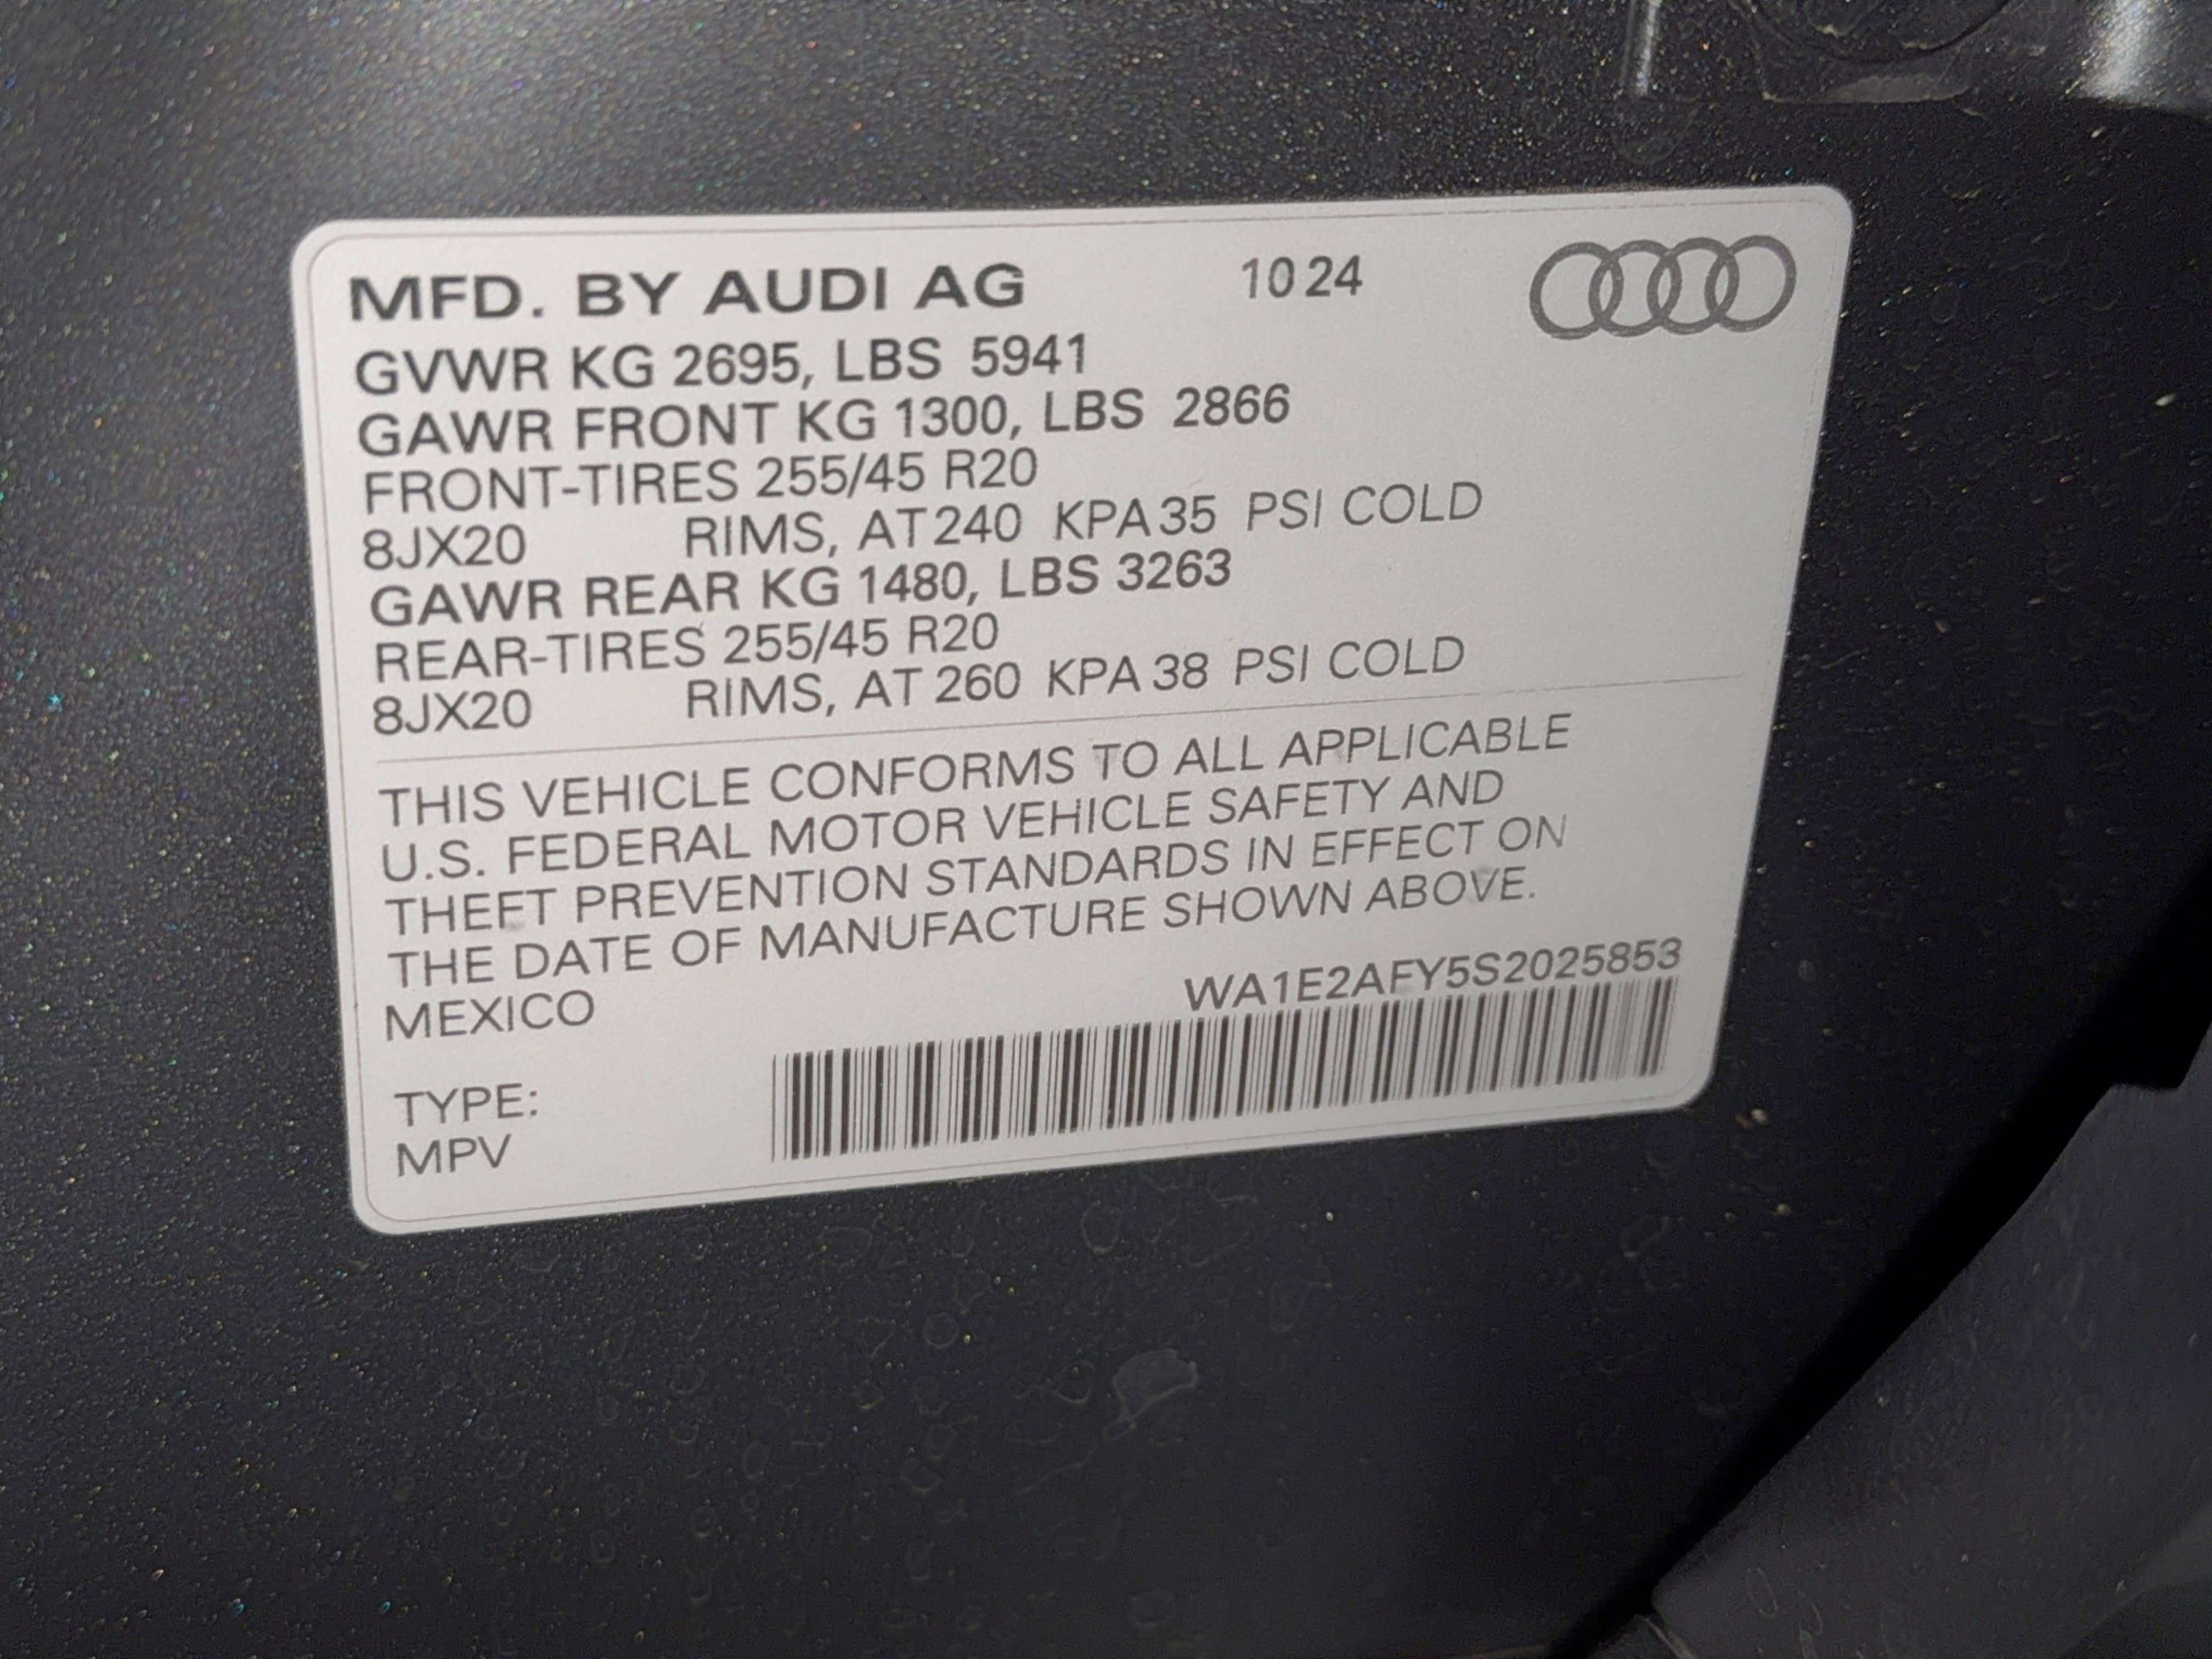 MFD. BY AUDI AG 10 24
GVWR KG 2695, LBS 5941
GAWR FRONT KG 1300, LBS 2866
FRONT-TIRES 255/45 R20
8JX20 RIMS, AT 240 KPA 35 PSI COLD
GAWR REAR KG 1480, LBS 3263
REAR-TIRES 255/45 R20
8JX20 RIMS, AT 260 KPA 38 PSI COLD
THIS VEHICLE CONFORMS TO ALL APPLICABLE
U.S. FEDERAL MOTOR VEHICLE SAFETY AND
THEFT PREVENTION STANDARDS IN EFFECT ON
THE DATE OF MANUFACTURE SHOWN ABOVE.
MEXICO WA1E2AFY5S2025853
TYPE:
MPV